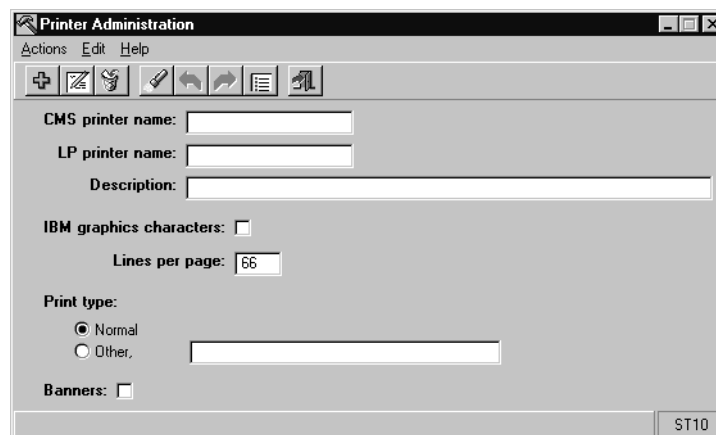 Printer Administration
Actions Edit Help
CMS printer name:
LP printer name:
Description:
IBM graphics characters:
Lines per page: 66
Print type:
Normal
Other,
Banners:
ST10